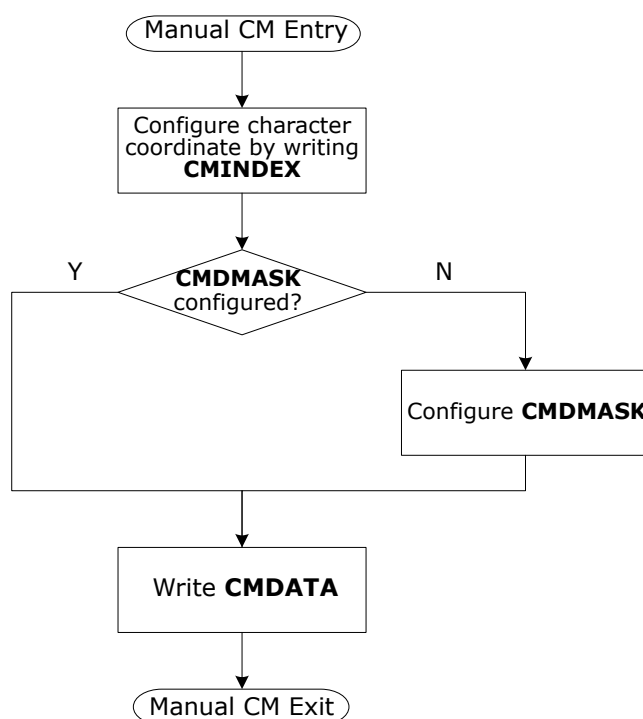 Manual CM Entry
Configure character
coordinate by writing
CMINDEX
Y
N
CMDMASK
configured?
Configure CMDMASK
Write CMDATA
Manual CM Exit